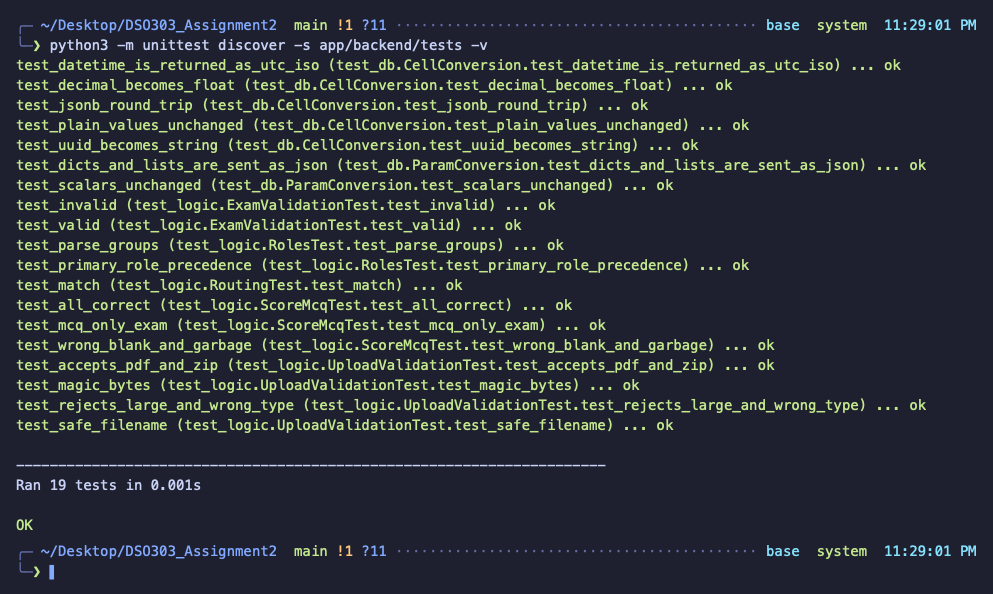 ~/Desktop/DSO303_Assignment2 main !1 ?11 ······························ base system 11:29:01 PM
❯ python3 -m unittest discover -s app/backend/tests -v
test_datetime_is_returned_as_utc_iso (test_db.CellConversion.test_datetime_is_returned_as_utc_iso) ... ok
test_decimal_becomes_float (test_db.CellConversion.test_decimal_becomes_float) ... ok
test_jsonb_round_trip (test_db.CellConversion.test_jsonb_round_trip) ... ok
test_plain_values_unchanged (test_db.CellConversion.test_plain_values_unchanged) ... ok
test_uuid_becomes_string (test_db.CellConversion.test_uuid_becomes_string) ... ok
test_dicts_and_lists_are_sent_as_json (test_db.ParamConversion.test_dicts_and_lists_are_sent_as_json) ... ok
test_scalars_unchanged (test_db.ParamConversion.test_scalars_unchanged) ... ok
test_invalid (test_logic.ExamValidationTest.test_invalid) ... ok
test_valid (test_logic.ExamValidationTest.test_valid) ... ok
test_parse_groups (test_logic.RolesTest.test_parse_groups) ... ok
test_primary_role_precedence (test_logic.RolesTest.test_primary_role_precedence) ... ok
test_match (test_logic.RoutingTest.test_match) ... ok
test_all_correct (test_logic.ScoreMcqTest.test_all_correct) ... ok
test_mcq_only_exam (test_logic.ScoreMcqTest.test_mcq_only_exam) ... ok
test_wrong_blank_and_garbage (test_logic.ScoreMcqTest.test_wrong_blank_and_garbage) ... ok
test_accepts_pdf_and_zip (test_logic.UploadValidationTest.test_accepts_pdf_and_zip) ... ok
test_magic_bytes (test_logic.UploadValidationTest.test_magic_bytes) ... ok
test_rejects_large_and_wrong_type (test_logic.UploadValidationTest.test_rejects_large_and_wrong_type) ... ok
test_safe_filename (test_logic.UploadValidationTest.test_safe_filename) ... ok
----------------------------------------------------------------------
Ran 19 tests in 0.001s
OK
~/Desktop/DSO303_Assignment2 main !1 ?11 ······························ base system 11:29:01 PM
❯